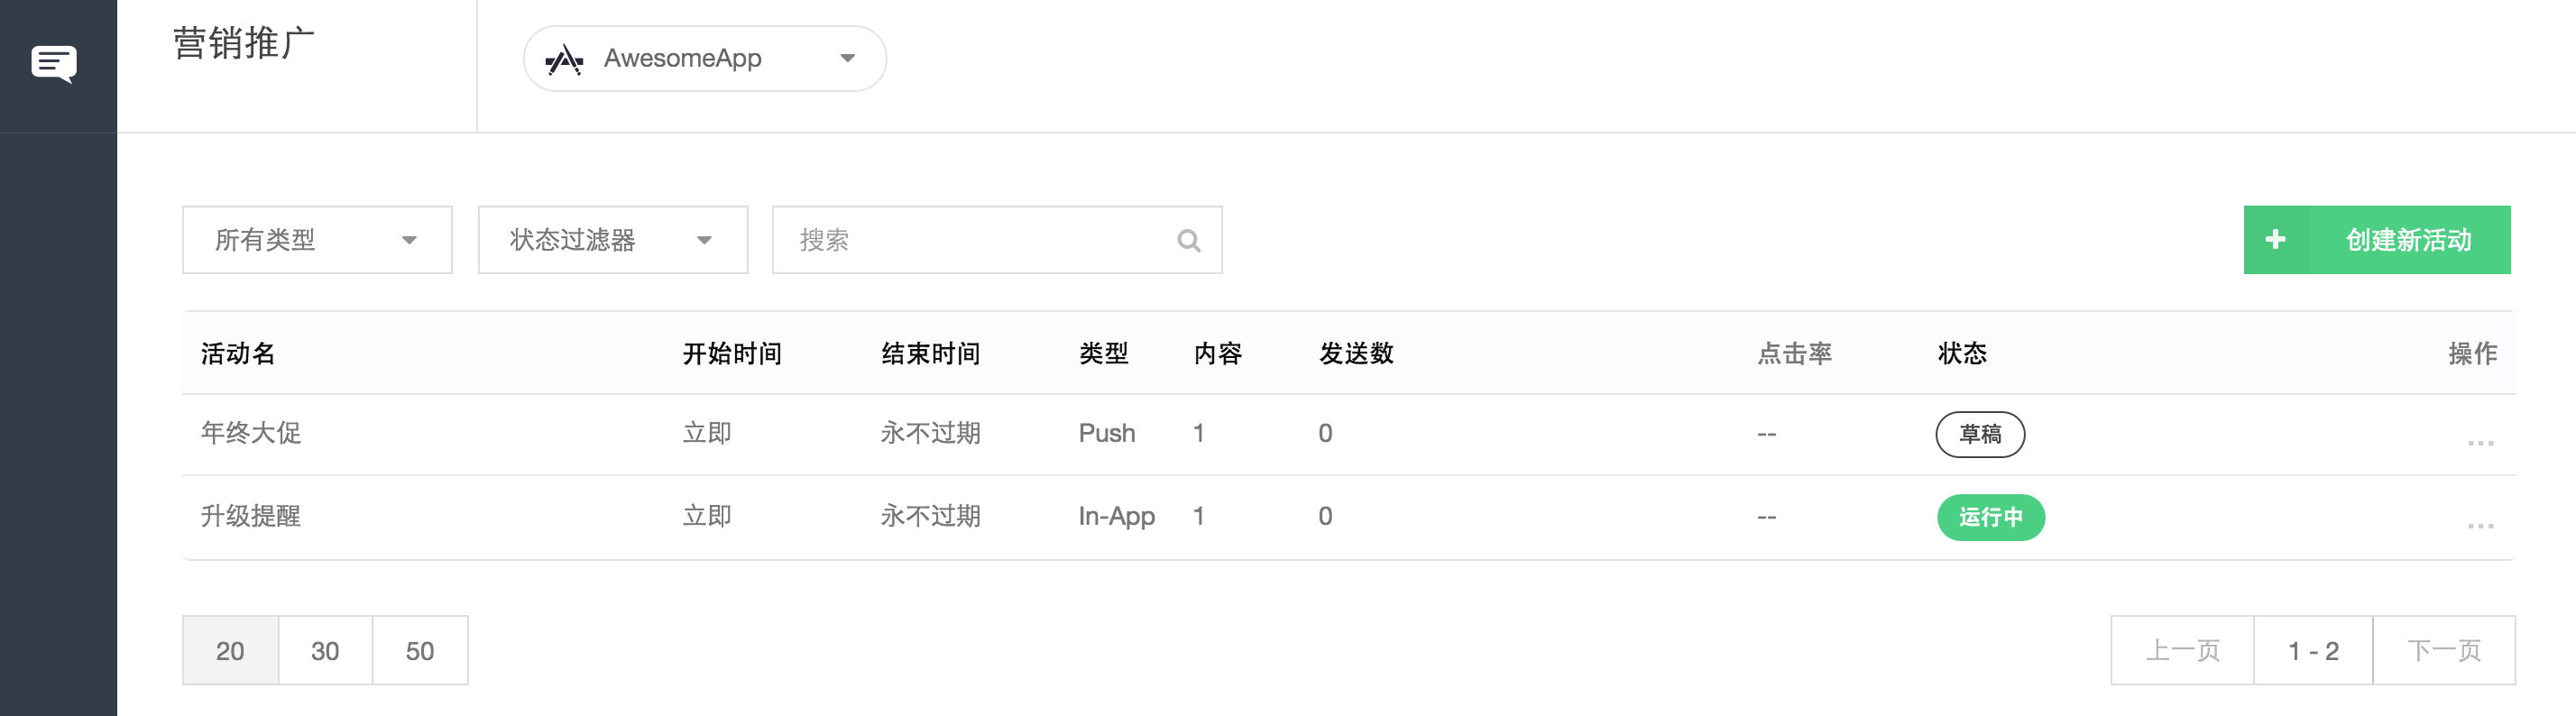 营销推广
AwesomeApp
所有类型 状态过滤器 搜索 创建新活动
活动名 开始时间 结束时间 类型 内容 发送数 点击率 状态 操作
年终大促 立即 永不过期 Push 1 0 -- 草稿 ...
升级提醒 立即 永不过期 In-App 1 0 -- 运行中 ...
20 30 50 上一页 1 - 2 下一页